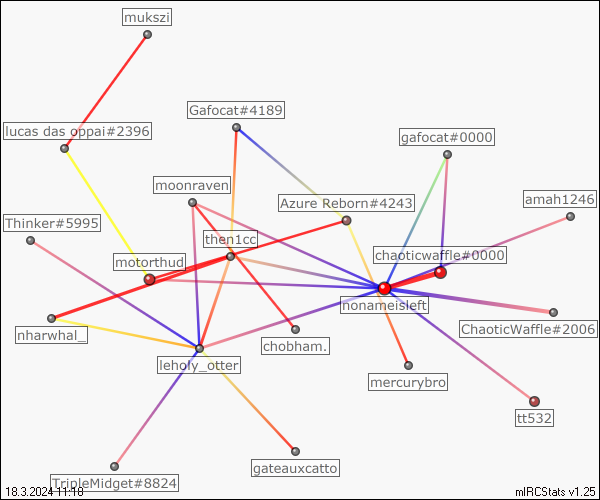 mukszi
Gafocat#4189
lucas das oppai#2396
gafocat#0000
moonraven
amah1246
Azure Reborn#4243
Thinker#5995
then1cc
chaoticwaffle#0000
motorthud
nonameisleft
ChaoticWaffle#2006
nharwhal_
chobham.
leholy_otter
mercurybro
tt532
gateauxcatto
TripleMidget#8824
18.3.2024 11:18
mIRCStats v1.25